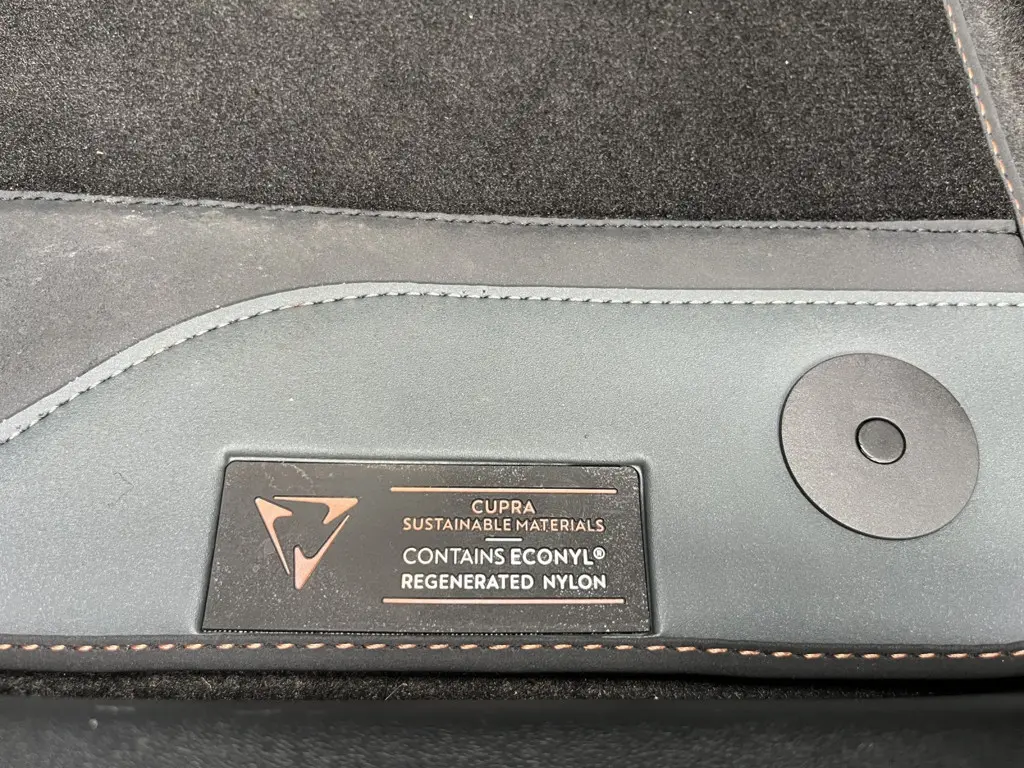 CUPRA
SUSTAINABLE MATERIALS
CONTAINS ECONYL®
REGENERATED NYLON